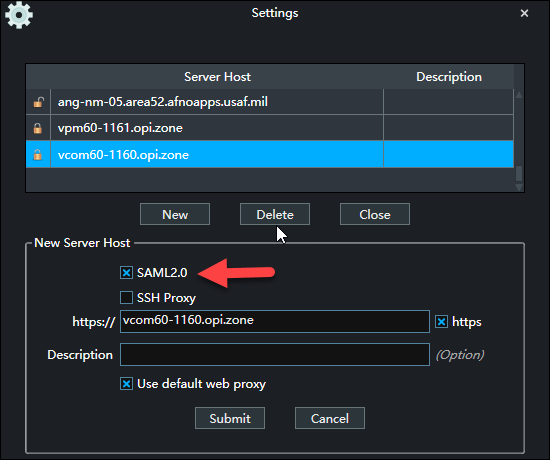 Settings
Server Host Description
ang-nm-05.area52.afnoapps.usaf.mil
vpm60-1161.opi.zone
vcom60-1160.opi.zone
New Delete Close
New Server Host
SAML2.0
SSH Proxy
https:// vcom60-1160.opi.zone https
Description (Option)
Use default web proxy
Submit Cancel